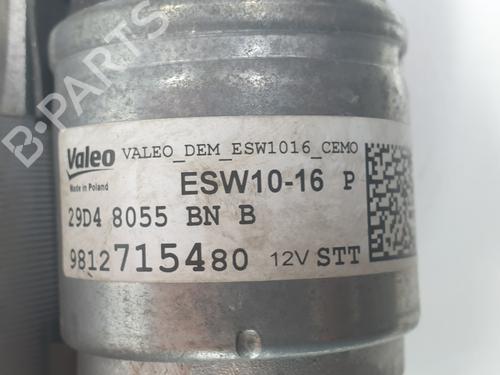 B-PARTS
Valeo VALEO_DEM_ESW1016_CEMO
Made in Poland
ESW10-16 P
29D4 8055 BN B
9812715480 12V STT